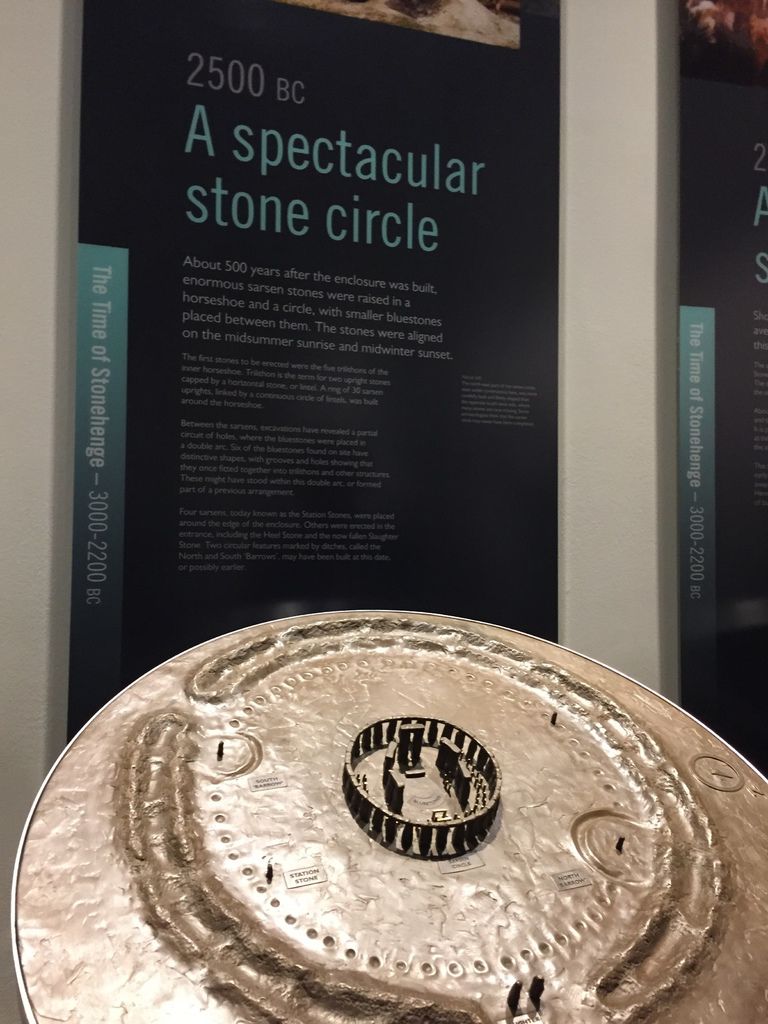 2500 BC
A spectacular
stone circle
About 500 years after the enclosure was built,
enormous sarsen stones were raised in a
horseshoe and a circle, with smaller bluestones
placed between them. The stones were aligned
on the midsummer sunrise and midwinter sunset.
The first stones to be erected were the five trilithons of the
inner horseshoe. Trilithon is the term for two upright stones
capped by a horizontal stone, or lintel. A ring of 30 sarsen
uprights, linked by a continuous circle of lintels, was built
around the horseshoe.
Between the sarsens, excavations have revealed a partial
circuit of holes, where the bluestones were placed in
a double arc. Six of the bluestones found on site have
distinctive shapes, with grooves and holes showing that
they once fitted together into trilithons and other structures.
These might have stood within this double arc, or formed
part of a previous arrangement.
Four sarsens, today known as the Station Stones, were placed
around the edge of the enclosure. Others were erected in the
entrance, including the Heel Stone and the now fallen Slaughter
Stone. Two circular features marked by ditches, called the
North and South 'Barrows', may have been built at this date,
or possibly earlier.
The Time of Stonehenge – 3000-2200 BC
The Time of Stonehenge – 3000-2200 BC
SOUTH
'BARROW'
STATION
STONE
NORTH
'BARROW'
CIRCLE